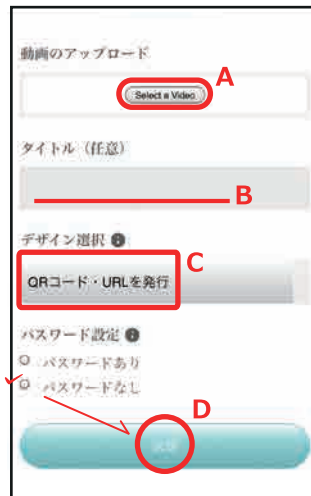 動画のアップロード
Select a Video
A
タイトル (任意)
B
デザイン選択
C
QRコード・URLを発行
パスワード設定
パスワードあり
パスワードなし
D